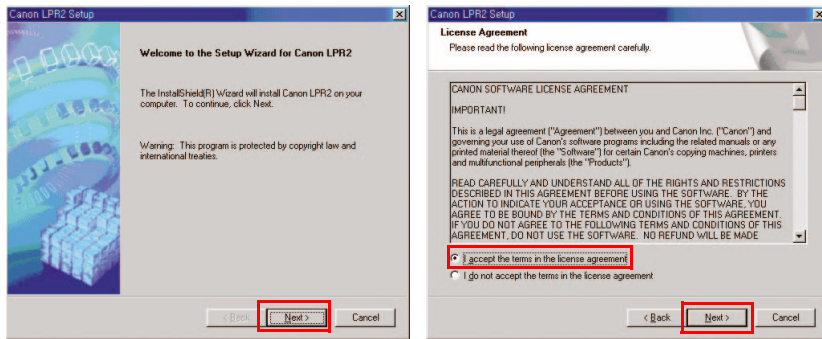 Canon LPR2 Setup
Welcome to the Setup Wizard for Canon LPR2
The InstallShield(R) Wizard will install Canon LPR2 on your
computer. To continue, click Next.
Warning: This program is protected by copyright law and
international treaties.
< Back
Next >
Cancel
Canon LPR2 Setup
License Agreement
Please read the following license agreement carefully.
CANON SOFTWARE LICENSE AGREEMENT
IMPORTANT!
This is a legal agreement ("Agreement") between you and Canon Inc. ("Canon") and
governing your use of Canon's software programs including the related manuals or any
printed material thereof (the "Software") for certain Canon's copying machines, printers
and multifunctional peripherals (the "Products").
READ CAREFULLY AND UNDERSTAND ALL OF THE RIGHTS AND RESTRICTIONS
DESCRIBED IN THIS AGREEMENT BEFORE USING THE SOFTWARE. BY THE
ACTION TO INDICATE YOUR ACCEPTANCE OR USING THE SOFTWARE, YOU
AGREE TO BE BOUND BY THE TERMS AND CONDITIONS OF THIS AGREEMENT.
IF YOU DO NOT AGREE TO THE FOLLOWING TERMS AND CONDITIONS OF THIS
AGREEMENT, DO NOT USE THE SOFTWARE. NO REFUND WILL BE MADE
I accept the terms in the license agreement
I do not accept the terms in the license agreement
< Back
Next >
Cancel